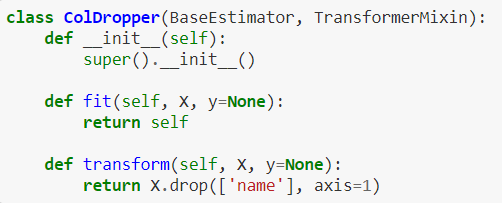 class ColDropper(BaseEstimator, TransformerMixin):
    def __init__(self):
        super().__init__()
    def fit(self, X, y=None):
        return self
    def transform(self, X, y=None):
        return X.drop(['name'], axis=1)